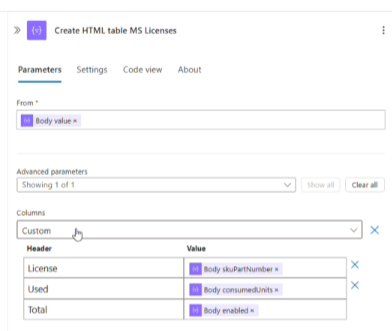 Create HTML table MS Licenses
Parameters Settings Code view About
From *
Body value ×
Advanced parameters
Showing 1 of 1 Show all Clear all
Columns
Custom
Header Value
License Body skuPartNumber ×
Used Body consumedUnits ×
Total Body enabled ×